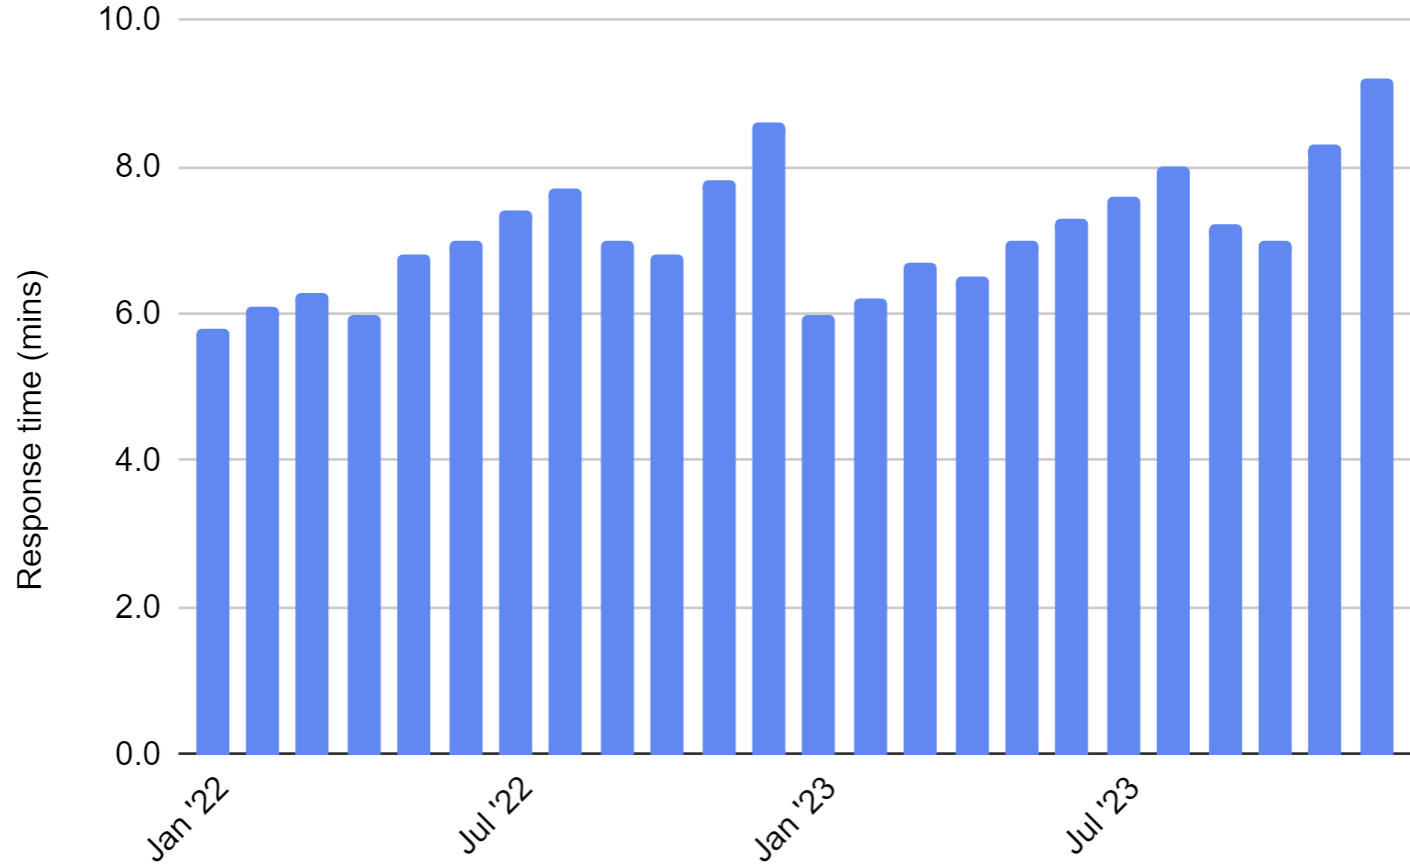 10.0
8.0
6.0
4.0
2.0
0.0
Response time (mins)
Jan '22
Jul '22
Jan '23
Jul '23